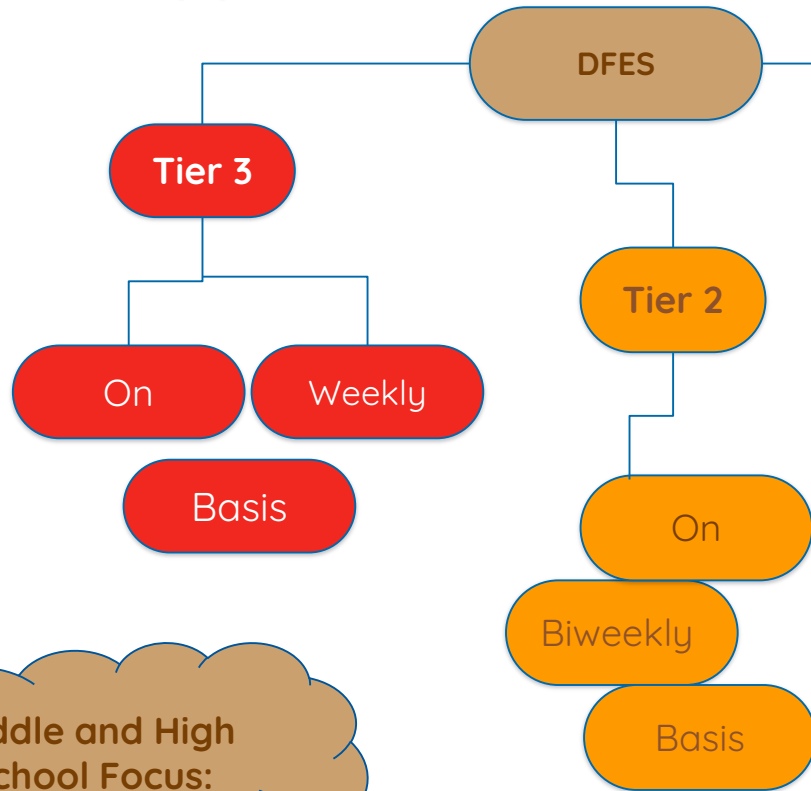 DFES
Tier 3
Tier 2
On
Weekly
Basis
On
Biweekly
Basis
ddle and High
chool Focus: